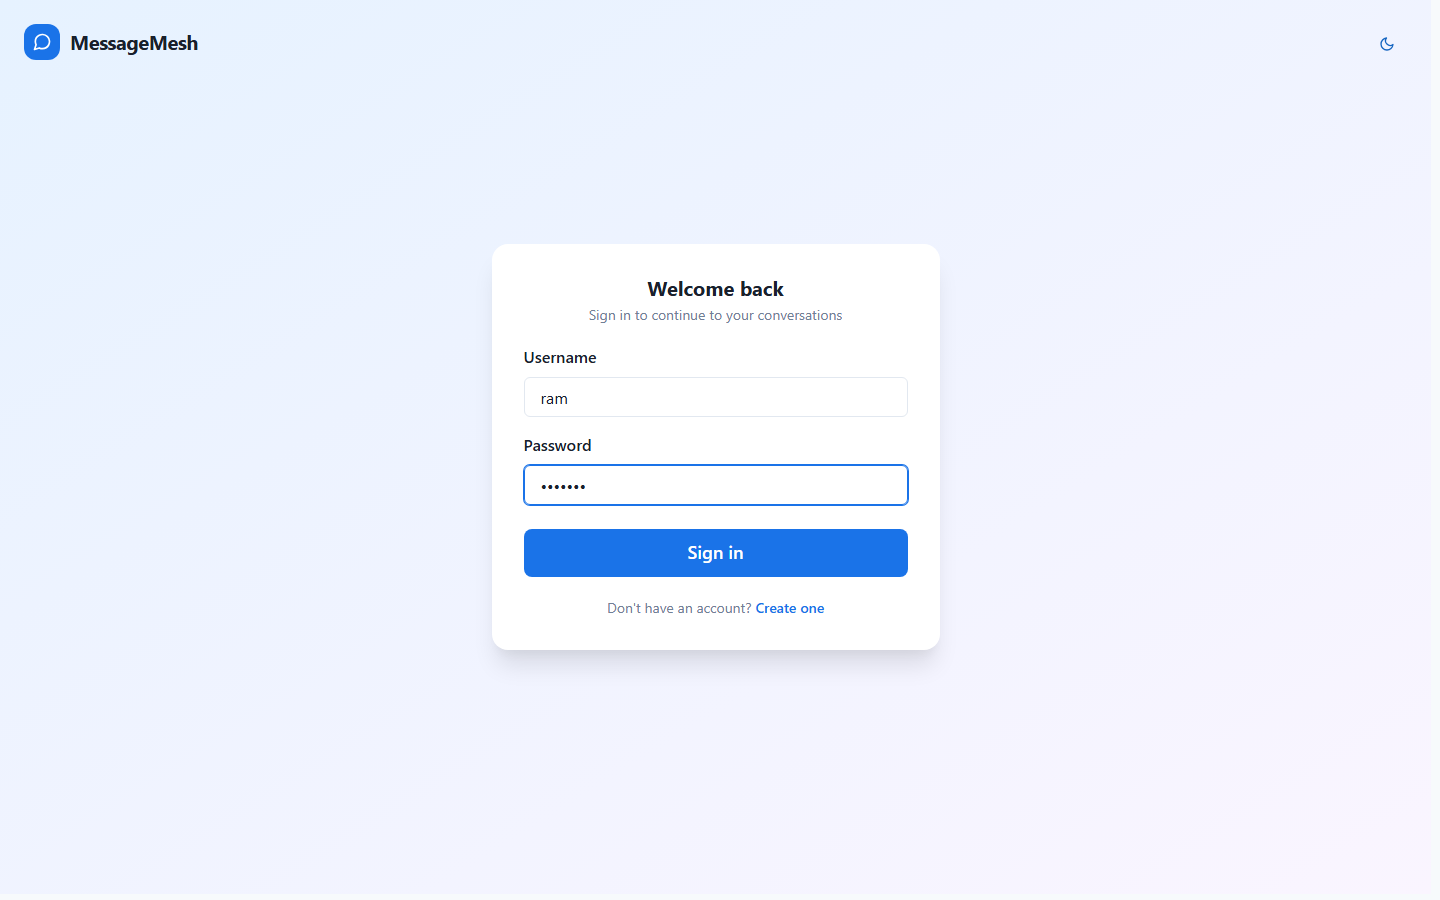 MessageMesh
Welcome back
Sign in to continue to your conversations
Username
ram
Password
•••••••
Sign in
Don't have an account? Create one